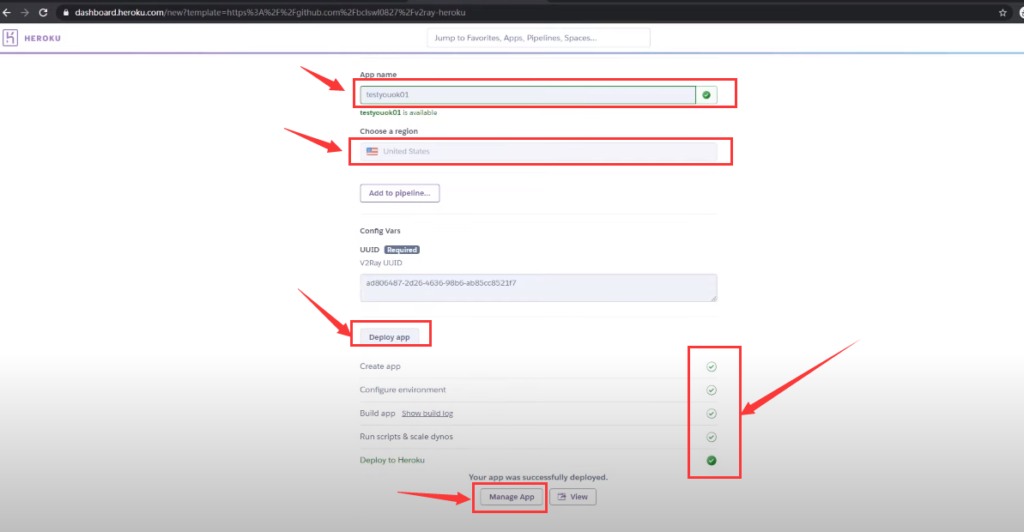 dashboard.heroku.com/new?template=https%3A%2F%2Fgithub.com%2Fbclswl0827%2Fv2ray-heroku
HEROKU
Jump to Favorites, Apps, Pipelines, Spaces...
App name
testyouok01
testyouok01 is available
Choose a region
United States
Add to pipeline...
Config Vars
UUID Required
V2Ray UUID
ad806487-2d26-4636-98b6-ab85cc8521f7
Deploy app
Create app
Configure environment
Build app Show build log
Run scripts & scale dynos
Deploy to Heroku
Your app was successfully deployed.
Manage App View